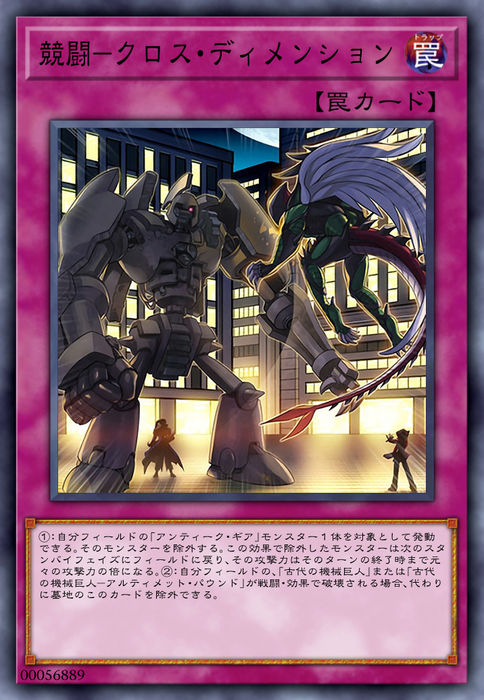 競闘－クロス・ディメンション
トラップ
罠
【罠カード】
①：自分フィールドの「アンティーク・ギア」モンスター１体を対象として発動
できる。そのモンスターを除外する。この効果で除外したモンスターは次のスタ
ンバイフェイズにフィールドに戻り、その攻撃力はそのターンの終了時まで元
々の攻撃力の倍になる。②：自分フィールドの、「古代の機械巨人」または「古代
の機械巨人－アルティメット・パウンド」が戦闘・効果で破壊される場合、代わり
に墓地のこのカードを除外できる。
00056889